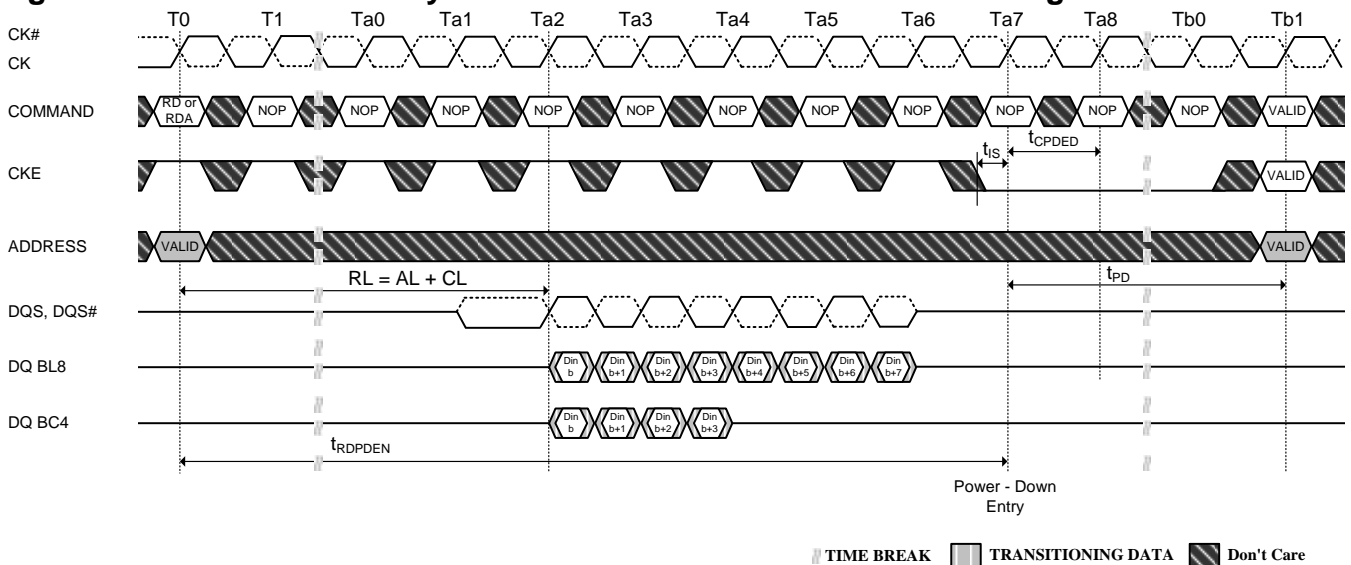 T0 T1 Ta0 Ta1 Ta2 Ta3 Ta4 Ta5 Ta6 Ta7 Ta8 Tb0 Tb1
CK#
CK
COMMAND
RD or
RDA
NOP NOP NOP NOP NOP NOP NOP NOP NOP NOP NOP VALID
tIS
tCPDED
CKE
VALID
ADDRESS
VALID VALID
RL = AL + CL
tPD
DQS, DQS#
DQ BL8
Din Din Din Din Din Din Din Din
b b+1 b+2 b+3 b+4 b+5 b+6 b+7
DQ BC4
Din Din Din Din
b b+1 b+2 b+3
tRDPDEN
Power - Down
Entry
TIME BREAK TRANSITIONING DATA Don't Care